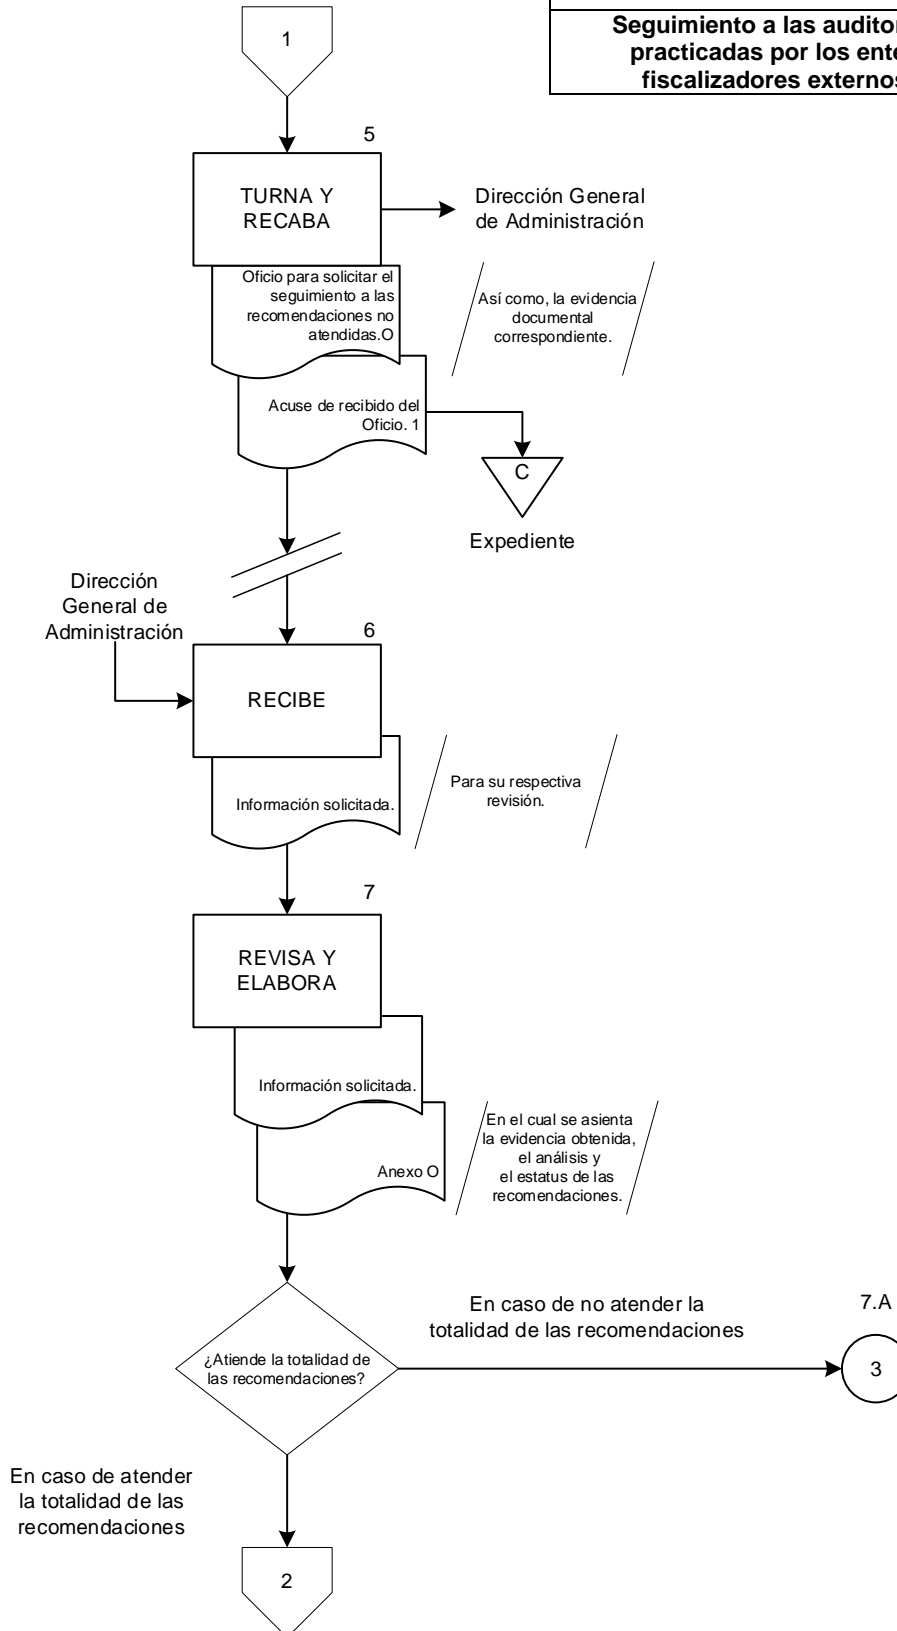 1
Seguimiento a las
practicadas por los
fiscalizadores
5
TURNA Y
RECABA
Dirección General
de Administración
Oficio para solicitar el
seguimiento a las
recomendaciones no
atendidas.O
Así como, la evidencia
documental
correspondiente.
Acuse de recibido del
Oficio. 1
C
Expediente
Dirección
General de
Administración
6
RECIBE
Información solicitada.
Para su respectiva
revisión.
7
REVISA Y
ELABORA
Información solicitada.
Anexo O
En el cual se asienta
la evidencia obtenida,
el análisis y
el estatus de las
recomendaciones.
¿Atiende la totalidad de
las recomendaciones?
En caso de no atender la
totalidad de las recomendaciones
7.A
3
En caso de atender
la totalidad de las
recomendaciones
2